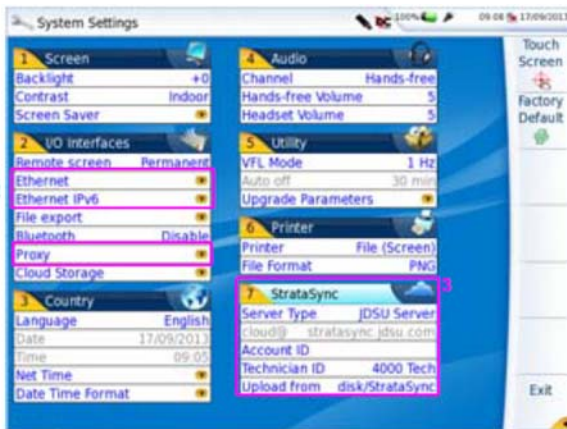 System Settings
100%
09:08 17/09/2013
1 Screen
Backlight +0
Contrast Indoor
Screen Saver
2 I/O Interfaces
Remote screen Permanent
Ethernet
Ethernet IPv6
File export
Bluetooth Disable
Proxy
Cloud Storage
3 Country
Language English
Date 17/09/2013
Time 09:05
Net Time
Date Time Format
4 Audio
Channel Hands-free
Hands-free Volume 5
Headset Volume 5
5 Utility
VFL Mode 1 Hz
Auto off 30 min
Upgrade Parameters
6 Printer
Printer File (Screen)
File Format PNG
7 StrataSync
3
Server Type JDSU Server
cloud@ stratasync.jdsu.com
Account ID
Technician ID 4000 Tech
Upload from disk/StrataSync
Touch
Screen
Factory
Default
Exit